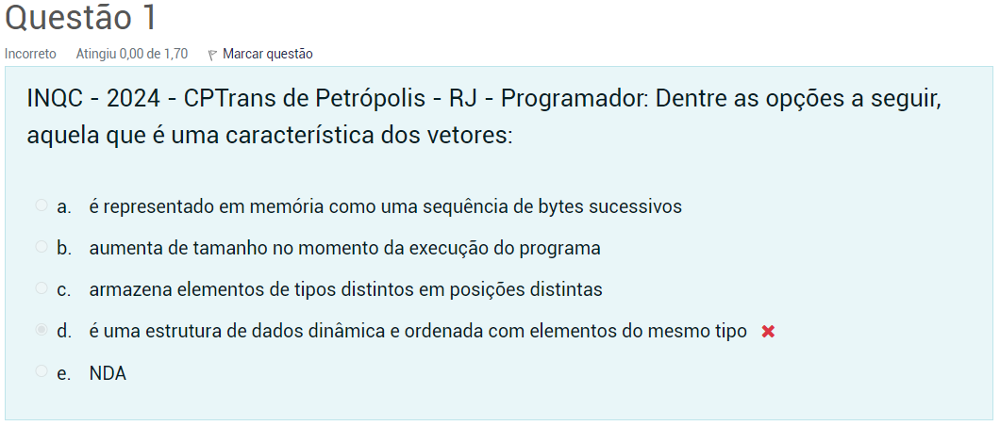 Questão 1
Incorreto Atingiu 0,00 de 1,70 Marcar questão
INQC - 2024 - CPTrans de Petrópolis - RJ - Programador: Dentre as opções a seguir,
aquela que é uma característica dos vetores:
a. é representado em memória como uma sequência de bytes sucessivos
b. aumenta de tamanho no momento da execução do programa
c. armazena elementos de tipos distintos em posições distintas
d. é uma estrutura de dados dinâmica e ordenada com elementos do mesmo tipo
e. NDA